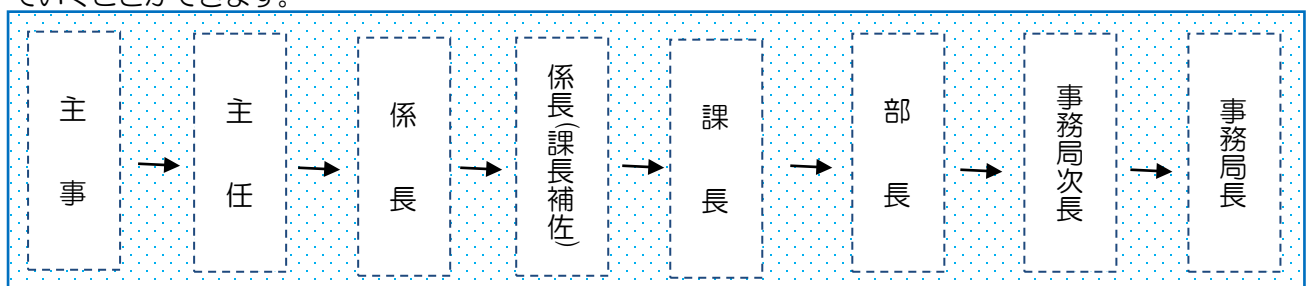 ていくことができます。
主事
主任
係長
係長(課長補佐)
課長
部長
事務局次長
事務局長